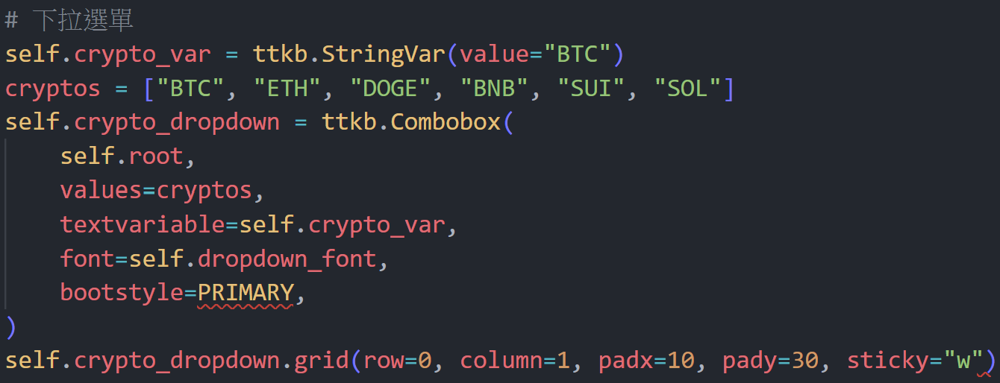 # 下拉選單
self.crypto_var = ttkb.StringVar(value="BTC")
cryptos = ["BTC", "ETH", "DOGE", "BNB", "SUI", "SOL"]
self.crypto_dropdown = ttkb.Combobox(
    self.root,
    values=cryptos,
    textvariable=self.crypto_var,
    font=self.dropdown_font,
    bootstyle=PRIMARY,
)
self.crypto_dropdown.grid(row=0, column=1, padx=10, pady=30, sticky="w")